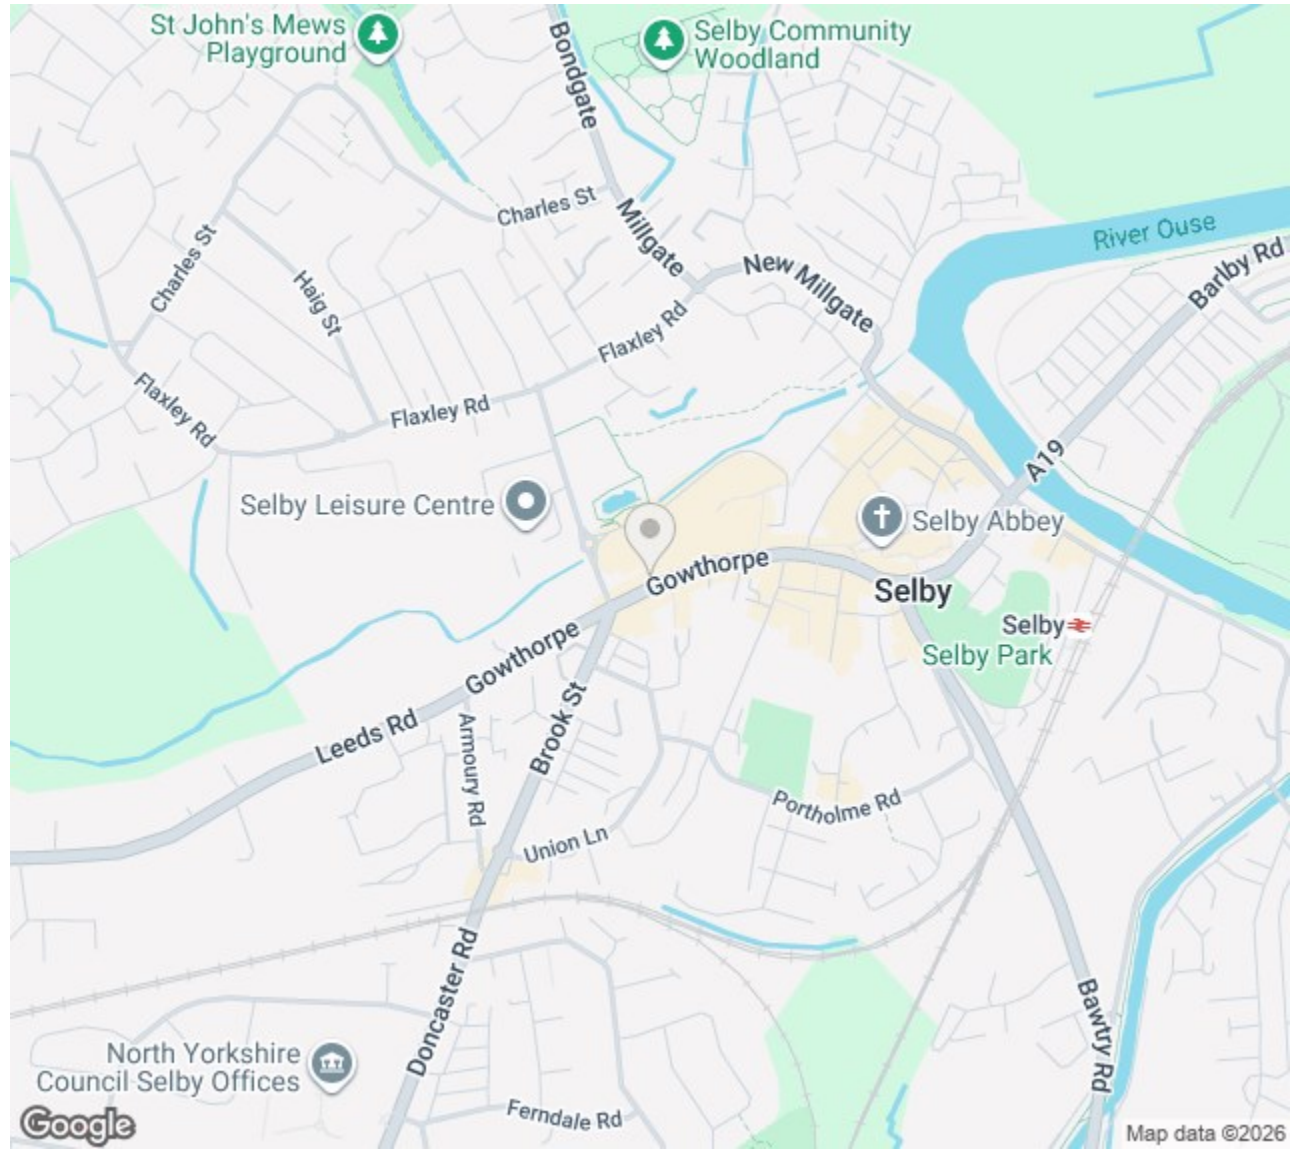 St John's Mews
Playground
Bondgate
Selby Community
Woodland
Charles St
Millgate
River Ouse
Barlby Rd
Charles St
Haig St
New Millgate
Flaxley Rd
Flaxley Rd
Flaxley Rd
A19
Selby Leisure Centre
Selby Abbey
Gowthorpe
Selby
Selby
Selby Park
Gowthorpe
Leeds Rd
Armoury Rd
Brook St
Portholme Rd
Union Ln
Doncaster Rd
Bawtry Rd
North Yorkshire
Council Selby Offices
Ferndale Rd
Google
Map data ©2026